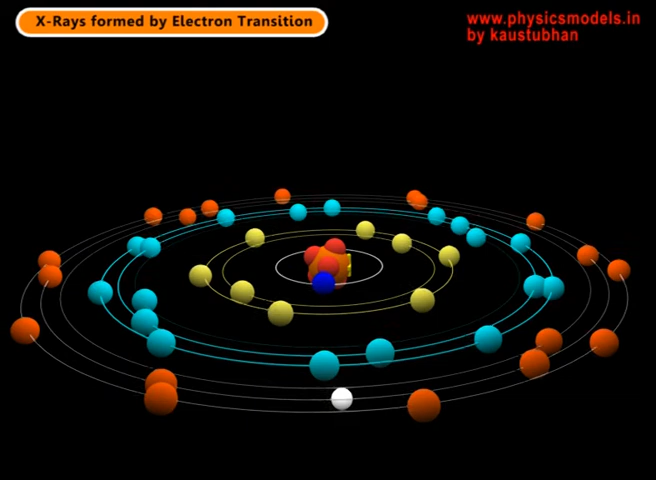 X-Rays formed by Electron Transition
www.physicsmodels.in
by kaustubhan